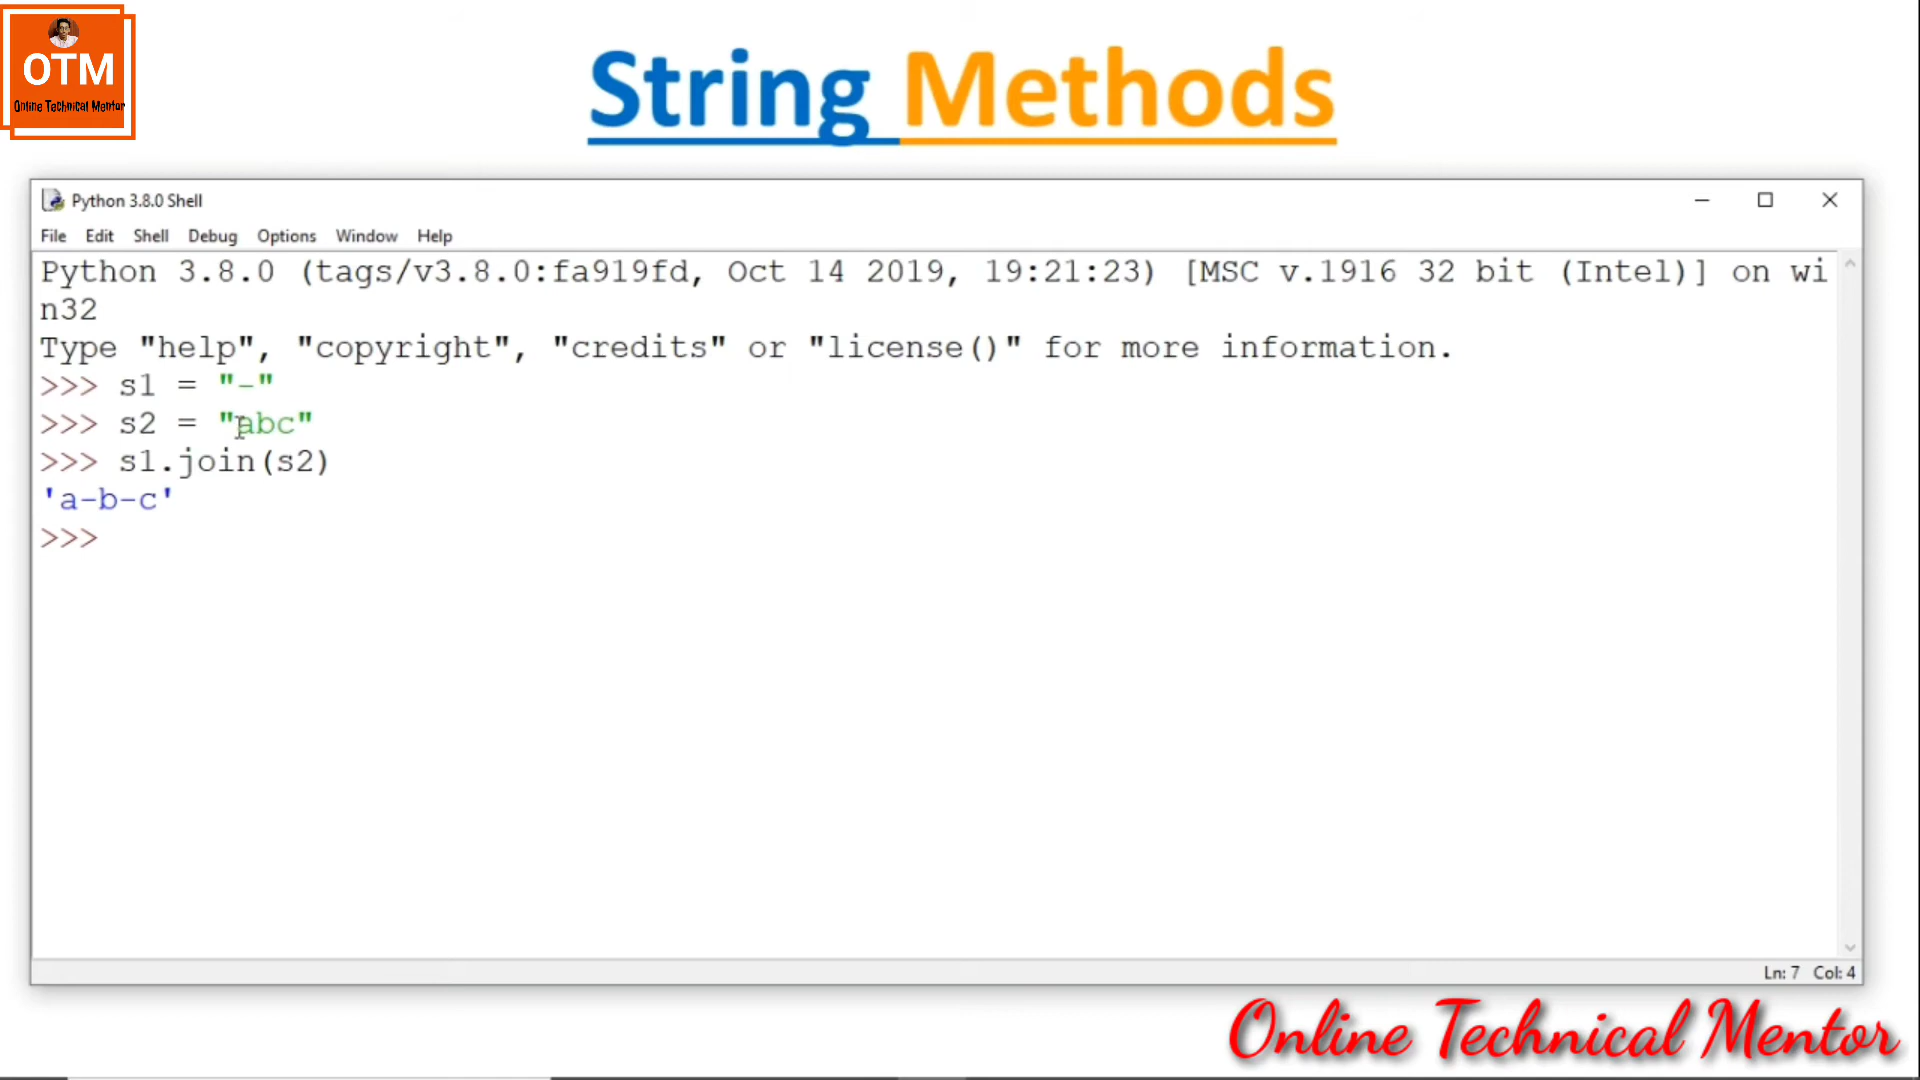 OTM
Online Technical Mentor
String Methods
Python 3.8.0 Shell
File Edit Shell Debug Options Window Help
Python 3.8.0 (tags/v3.8.0:fa919fd, Oct 14 2019, 19:21:23) [MSC v.1916 32 bit (Intel)] on wi
n32
Type "help", "copyright", "credits" or "license()" for more information.
>>> s1 = "-"
>>> s2 = "abc"
>>> s1.join(s2)
'a-b-c'
>>>
Ln: 7 Col: 4
Online Technical Mentor